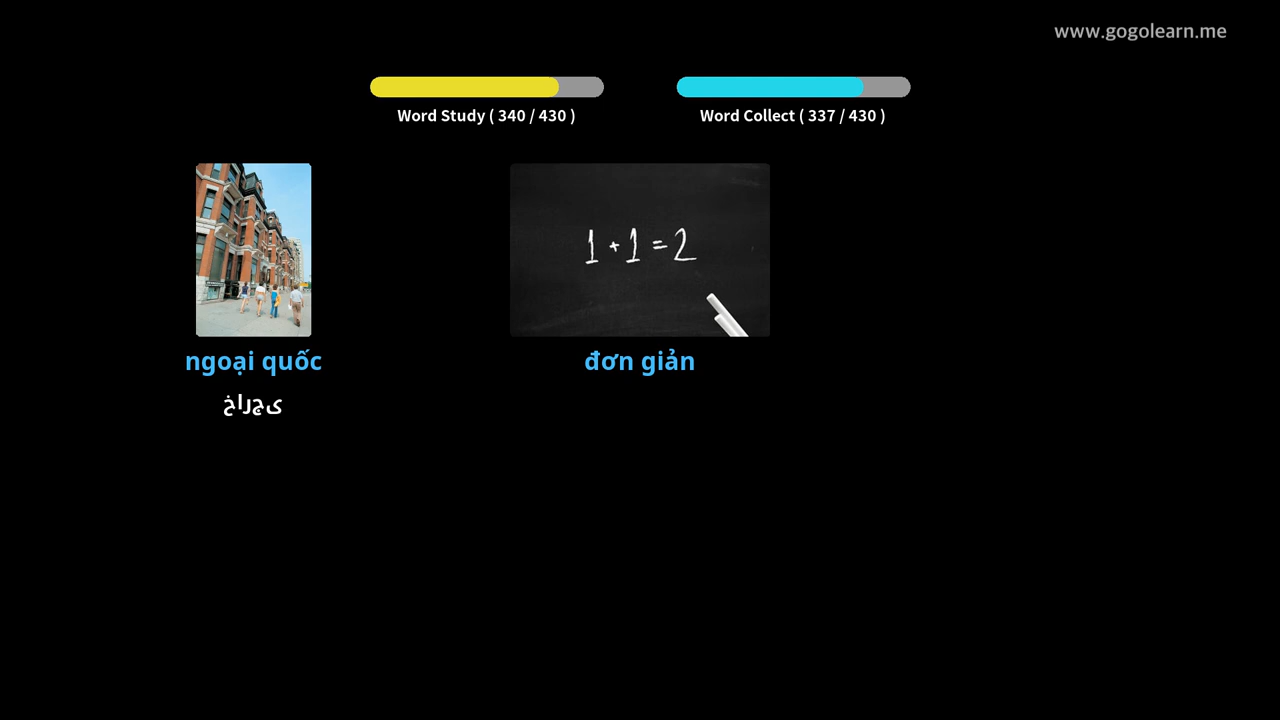 www.gogolearn.me
Word Study ( 340 / 430 )
Word Collect ( 337 / 430 )
1 + 1 = 2
ngoại quốc
đơn giản
خارجی